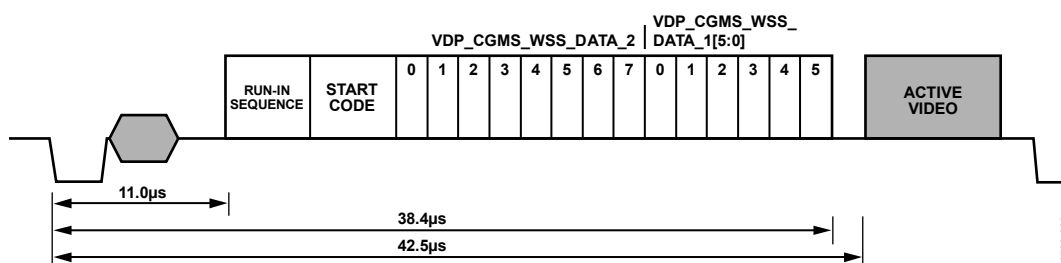 VDP_CGMS_WSS_
VDP_CGMS_WSS_DATA_2 DATA_1[5:0]
0 1 2 3 4 5 6 7 0 1 2 3 4 5
RUN-IN
SEQUENCE
START
CODE
ACTIVE
VIDEO
11.0µs
38.4µs
42.5µs